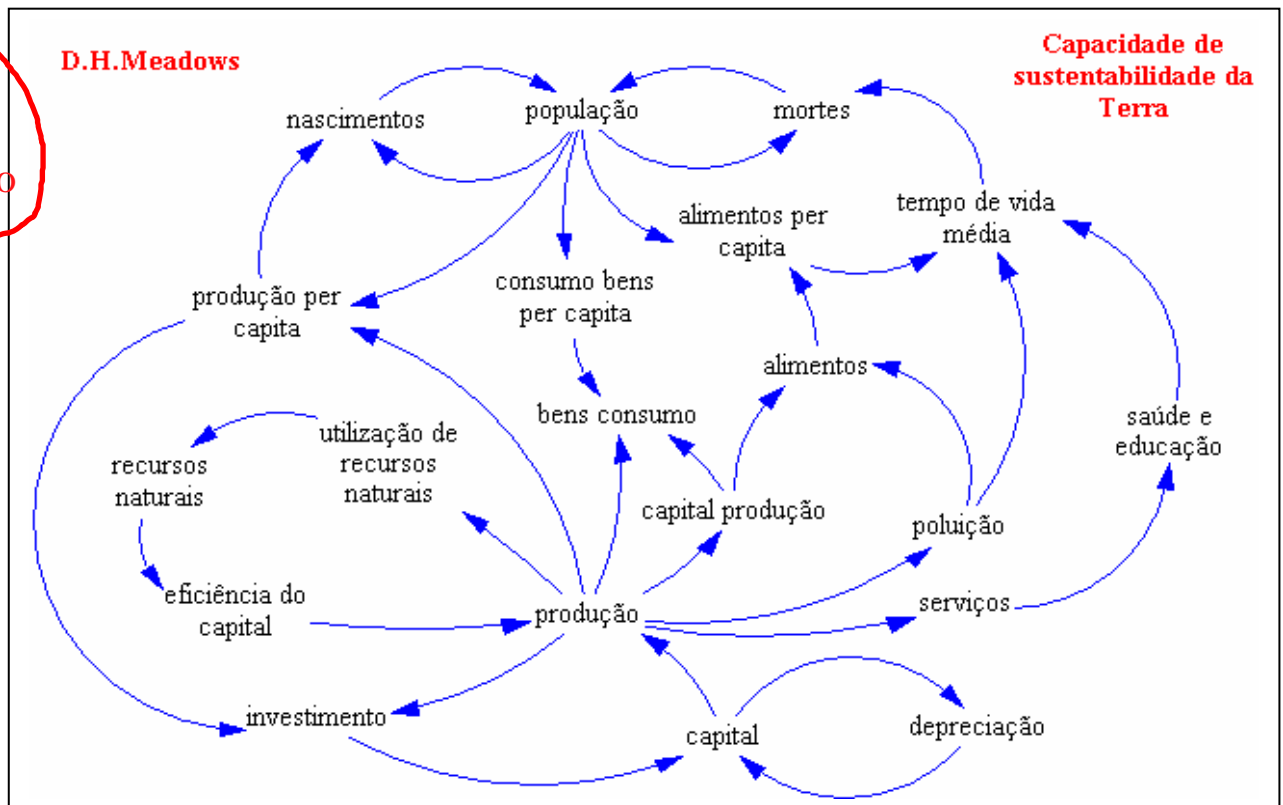 D.H.Meadows
Capacidade de
sustentabilidade da
Terra
nascimentos
população
mortes
alimentos per
capita
tempo de vida
média
produção per
capita
consumo bens
per capita
alimentos
bens consumo
utilização de
recursos
naturais
recursos
naturais
saúde e
educação
capital produção
poluição
eficiência do
capital
produção
serviços
investimento
capital
depreciação